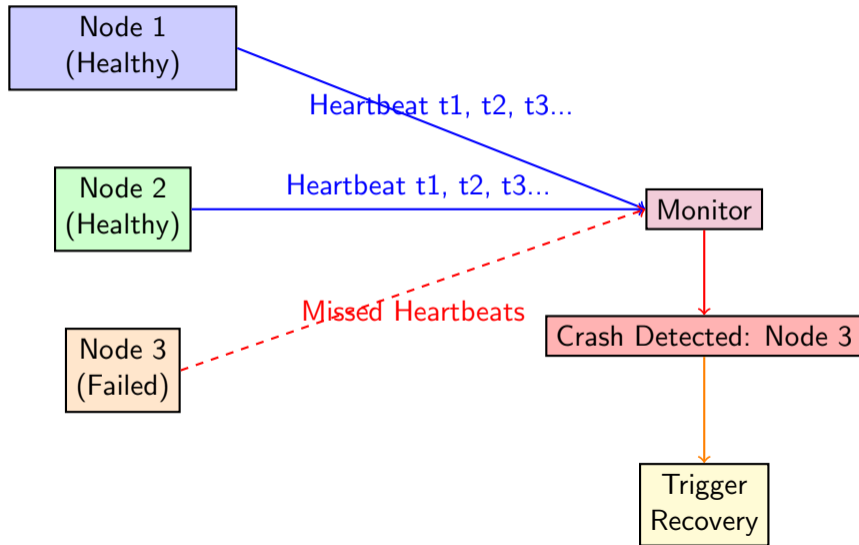 Node 1
(Healthy)
Heartbeat t1, t2, t3...
Node 2
(Healthy)
Heartbeat t1, t2, t3...
Monitor
Missed Heartbeats
Node 3
(Failed)
Crash Detected: Node 3
Trigger
Recovery